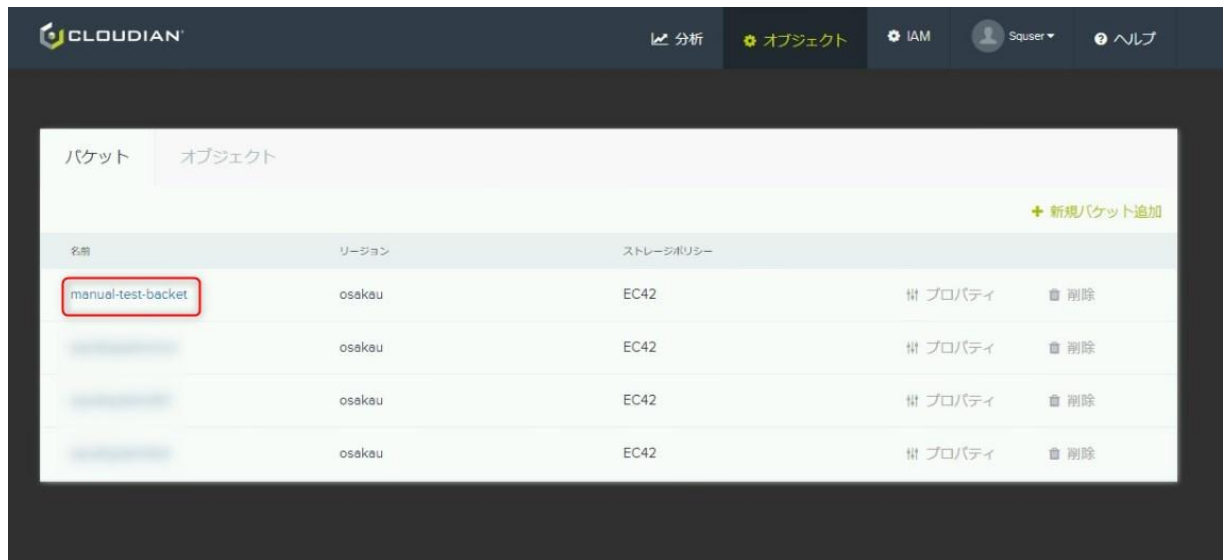 CLOUDIAN
分析 オブジェクト IAM Squser ヘルプ
バケット オブジェクト
+ 新規バケット追加
名前 リージョン ストレージポリシー
manual-test-backet osakau EC42 プロパティ 削除
osakau EC42 プロパティ 削除
osakau EC42 プロパティ 削除
osakau EC42 プロパティ 削除